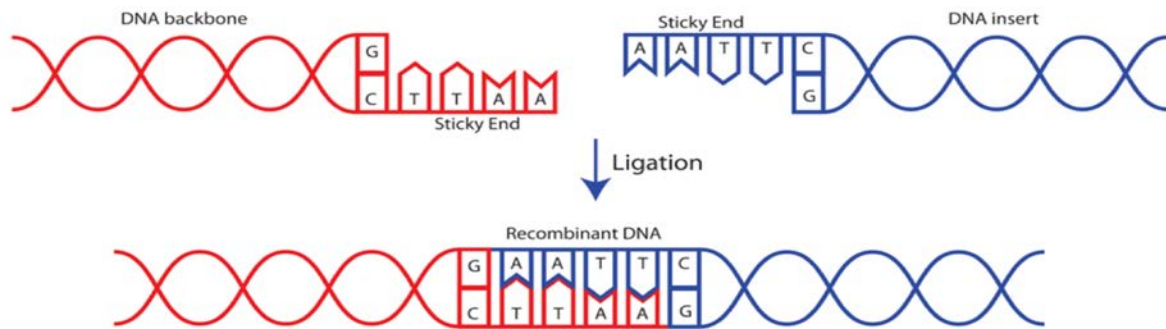 DNA backbone
Sticky End
DNA insert
G
A A T T C
C T T A A
G
Sticky End
Ligation
Recombinant DNA
G A A T T C
C T T A A G